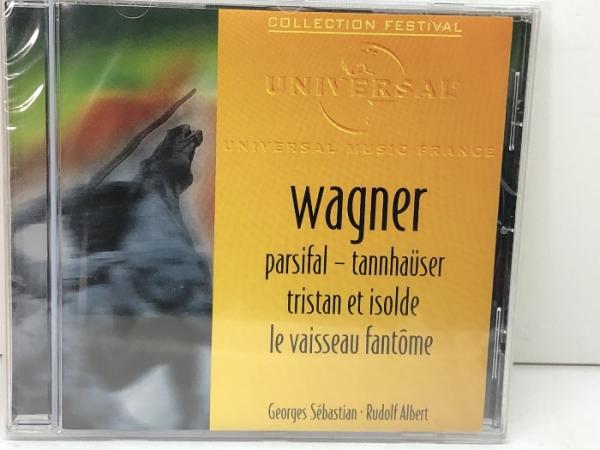 COLLECTION FESTIVAL
UNIVERSAL
UNIVERSAL MUSIC FRANCE
wagner
parsifal – tannhaüser
tristan et isolde
le vaisseau fantôme
Georges Sébastian · Rudolf Albert